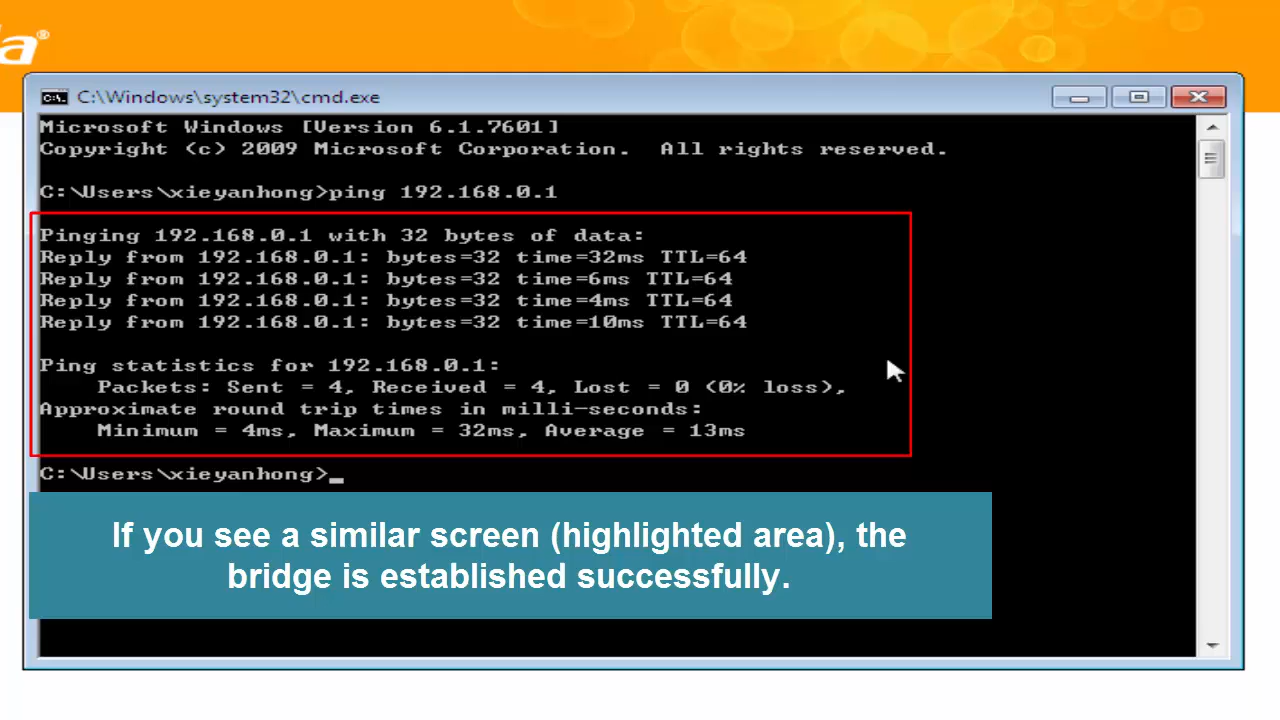 a®
C:\Windows\system32\cmd.exe
Microsoft Windows [Version 6.1.7601]
Copyright (c) 2009 Microsoft Corporation.  All rights reserved.
C:\Users\xieyanhong>ping 192.168.0.1
Pinging 192.168.0.1 with 32 bytes of data:
Reply from 192.168.0.1: bytes=32 time=32ms TTL=64
Reply from 192.168.0.1: bytes=32 time=6ms TTL=64
Reply from 192.168.0.1: bytes=32 time=4ms TTL=64
Reply from 192.168.0.1: bytes=32 time=10ms TTL=64
Ping statistics for 192.168.0.1:
    Packets: Sent = 4, Received = 4, Lost = 0 (0% loss),
Approximate round trip times in milli-seconds:
    Minimum = 4ms, Maximum = 32ms, Average = 13ms
C:\Users\xieyanhong>_
If you see a similar screen (highlighted area), the
bridge is established successfully.